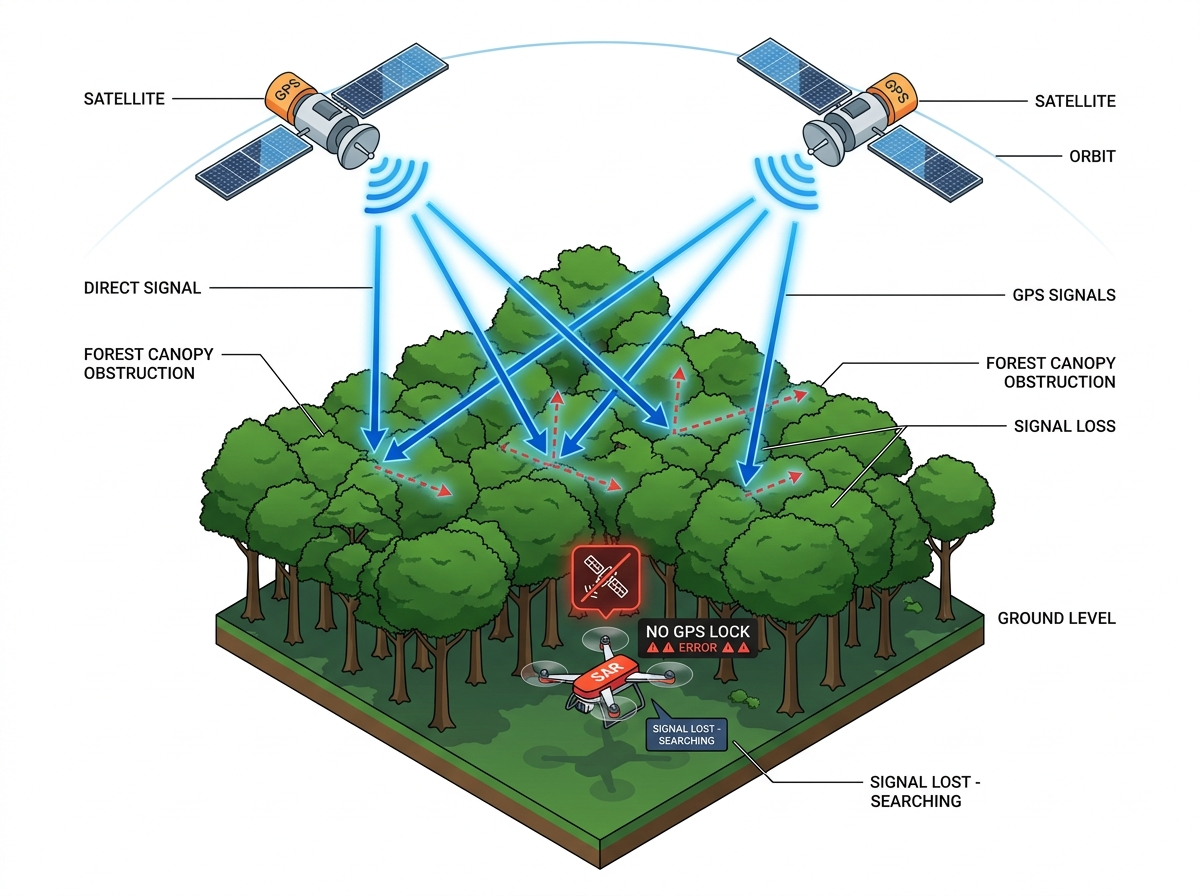 GPS
GPS
SATELLITE
SATELLITE
ORBIT
DIRECT SIGNAL
GPS SIGNALS
FOREST CANOPY
OBSTRUCTION
FOREST CANOPY
OBSTRUCTION
SIGNAL LOSS
GROUND LEVEL
NO GPS LOCK
ERROR
SAR
SIGNAL LOST -
SEARCHING
SIGNAL LOST -
SEARCHING